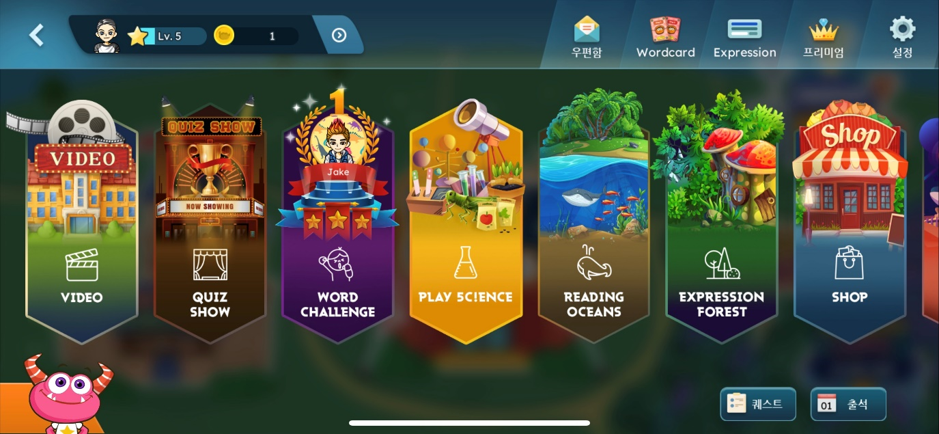 Lv. 5
1
우편함
Wordcard
Expression
프리미엄
설정
VIDEO
QUIZ SHOW
NOW SHOWING
1
Jake
Shop
VIDEO
QUIZ
SHOW
WORD
CHALLENGE
PLAY 5C!ENCE
READING
OCEANS
EXPRESSION
FOREST
SHOP
퀘스트
01
출석